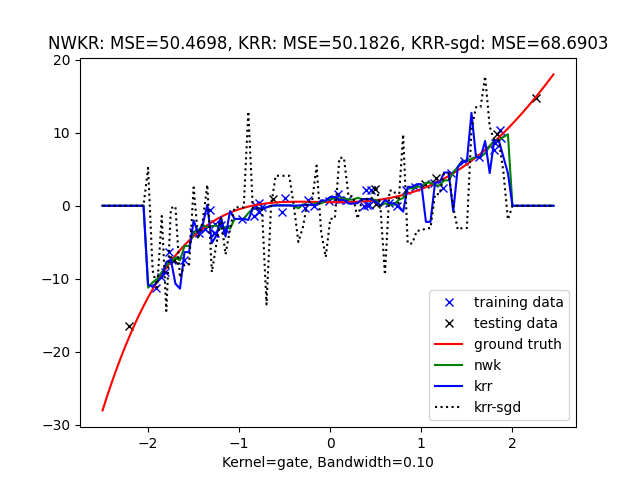 NWKR: MSE=50.4698, KRR: MSE=50.1826, KRR-sgd: MSE=68.6903
20
10
0
−10
−20
−30
training data
testing data
ground truth
nwk
krr
krr-sgd
−2
−1
0
1
2
Kernel=gate, Bandwidth=0.10